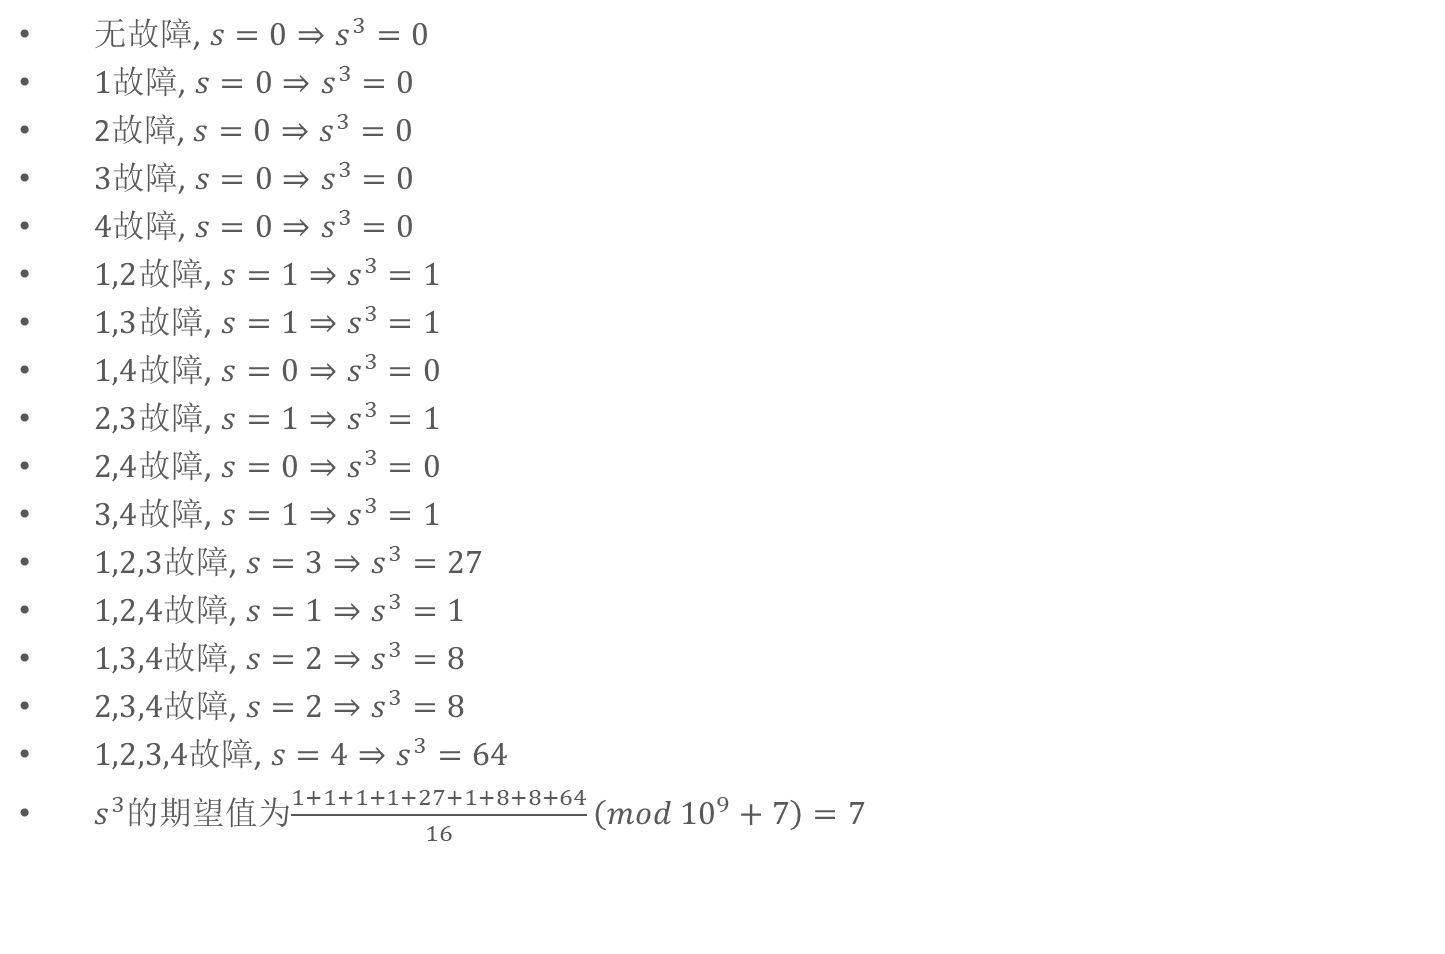 • 无故障, s = 0 ⇒ s³ = 0
• 1故障, s = 0 ⇒ s³ = 0
• 2故障, s = 0 ⇒ s³ = 0
• 3故障, s = 0 ⇒ s³ = 0
• 4故障, s = 0 ⇒ s³ = 0
• 1,2故障, s = 1 ⇒ s³ = 1
• 1,3故障, s = 1 ⇒ s³ = 1
• 1,4故障, s = 0 ⇒ s³ = 0
• 2,3故障, s = 1 ⇒ s³ = 1
• 2,4故障, s = 0 ⇒ s³ = 0
• 3,4故障, s = 1 ⇒ s³ = 1
• 1,2,3故障, s = 3 ⇒ s³ = 27
• 1,2,4故障, s = 1 ⇒ s³ = 1
• 1,3,4故障, s = 2 ⇒ s³ = 8
• 2,3,4故障, s = 2 ⇒ s³ = 8
• 1,2,3,4故障, s = 4 ⇒ s³ = 64
• s³的期望值为 (1+1+1+1+27+1+8+8+64)/16 (mod 10⁹ + 7) = 7